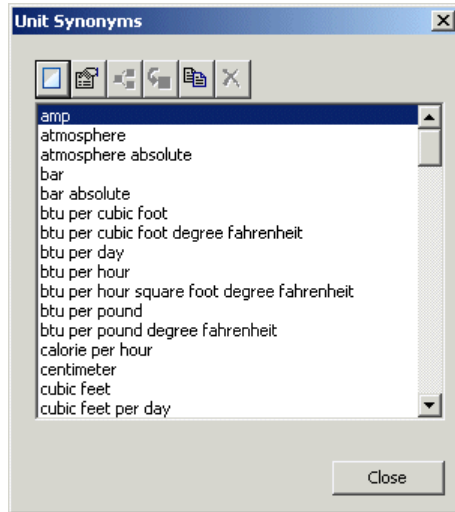 Unit Synonyms
amp
atmosphere
atmosphere absolute
bar
bar absolute
btu per cubic foot
btu per cubic foot degree fahrenheit
btu per day
btu per hour
btu per hour square foot degree fahrenheit
btu per pound
btu per pound degree fahrenheit
calorie per hour
centimeter
cubic feet
cubic feet per day
Close